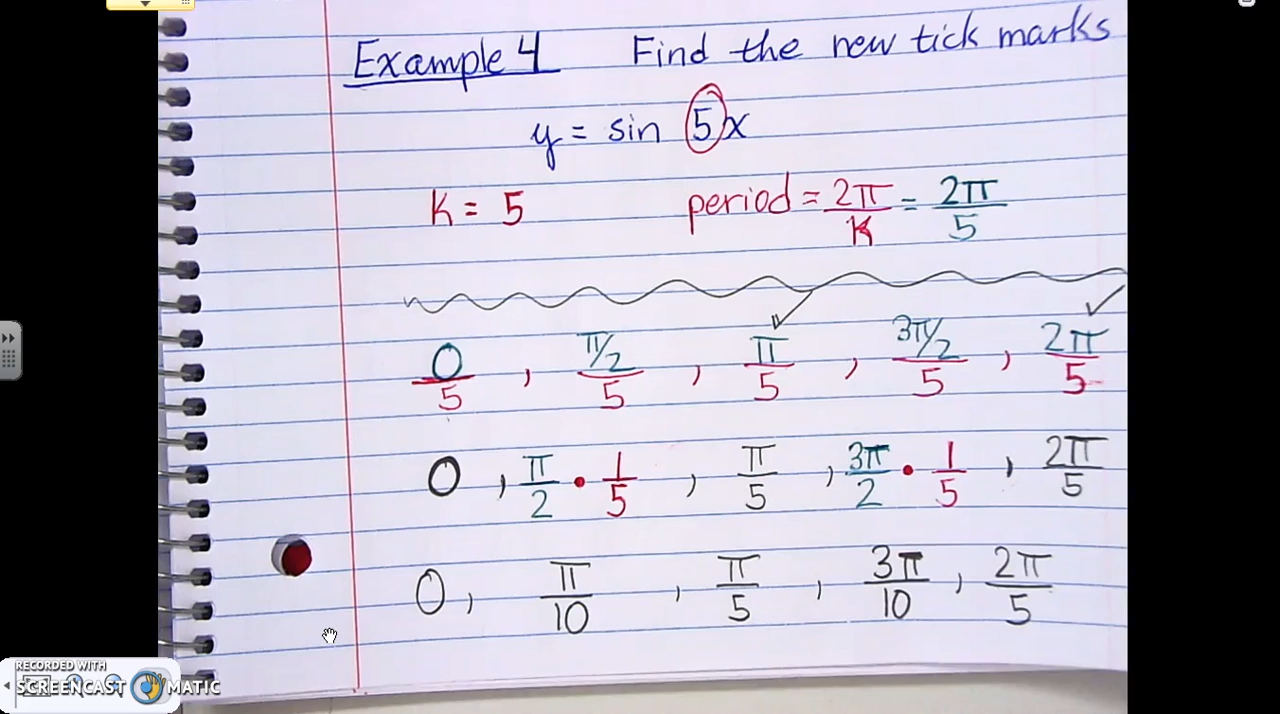 Example 4 Find the new tick marks
y = sin 5x
K = 5 period = 2π/K = 2π/5
0/5 , π/2/5 , π/5 , 3π/2/5 , 2π/5
0 , π/2 • 1/5 , π/5 , 3π/2 • 1/5 , 2π/5
0 , π/10 , π/5 , 3π/10 , 2π/5
RECORDED WITH
SCREENCAST MATIC